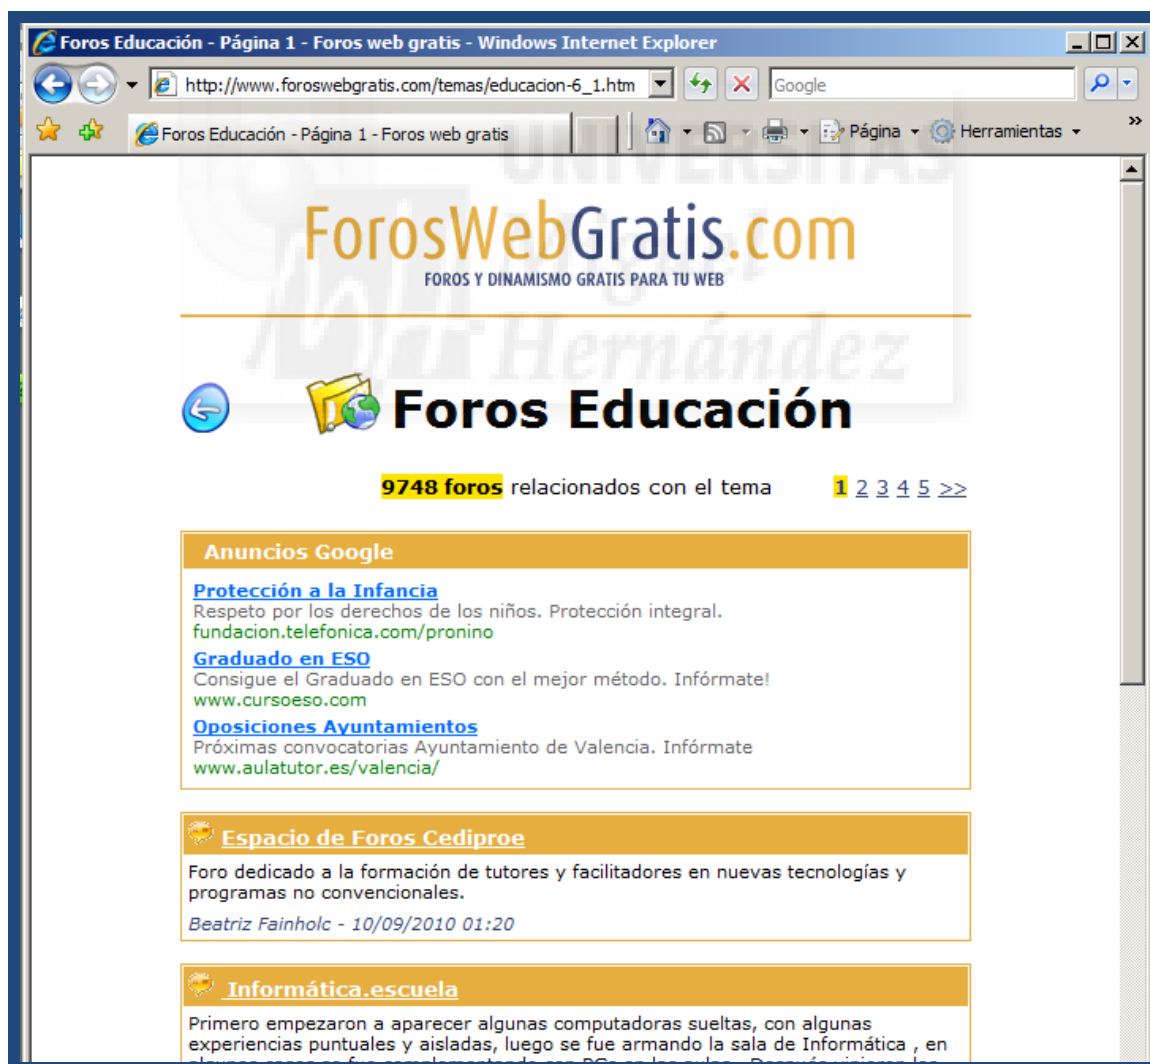 Foros Educación - Página 1 - Foros web gratis - Windows Internet Explorer
http://www.foroswebgratis.com/temas/educacion-6_1.htm
Google
Foros Educación - Página 1 - Foros web gratis
Página
Herramientas
»
UNIVERSITAS
Miguel
Hernández
ForosWebGratis.com
FOROS Y DINAMISMO GRATIS PARA TU WEB
Foros Educación
9748 foros relacionados con el tema 1 2 3 4 5 >>
Anuncios Google
Protección a la Infancia
Respeto por los derechos de los niños. Protección integral.
fundacion.telefonica.com/pronino
Graduado en ESO
Consigue el Graduado en ESO con el mejor método. Infórmate!
www.cursoeso.com
Oposiciones Ayuntamientos
Próximas convocatorias Ayuntamiento de Valencia. Infórmate
www.aulatutor.es/valencia/
Espacio de Foros Cediproe
Foro dedicado a la formación de tutores y facilitadores en nuevas tecnologías y
programas no convencionales.
Beatriz Fainholc - 10/09/2010 01:20
Informática.escuela
Primero empezaron a aparecer algunas computadoras sueltas, con algunas
experiencias puntuales y aisladas, luego se fue armando la sala de Informática , en